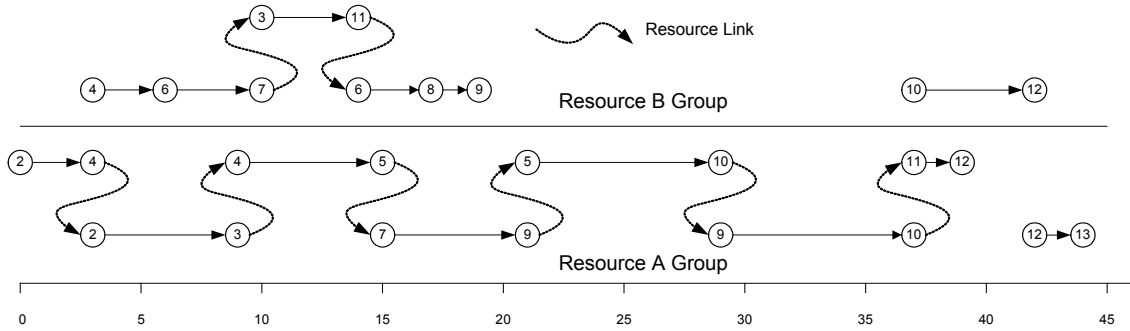 3 11
Resource Link
4 6 7 6 8 9 10 12
Resource B Group
2 4 4 5 5 10 11 12
2 3 7 9 9 10 12 13
Resource A Group
0 5 10 15 20 25 30 35 40 45